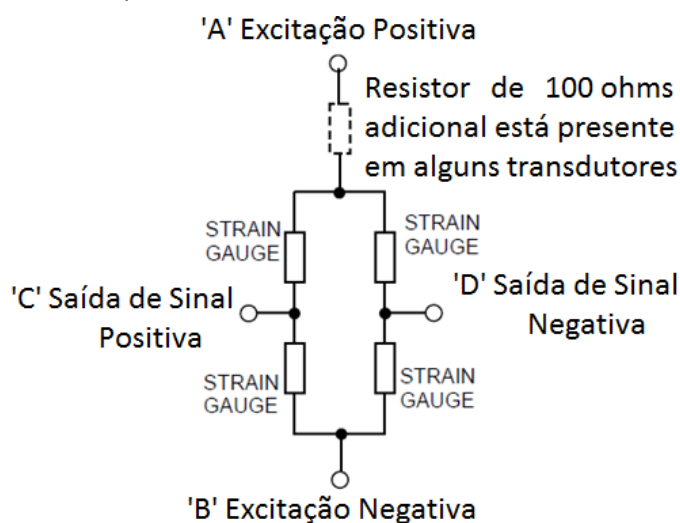 'A' Excitação Positiva
Resistor de 100 ohms
adicional está presente
em alguns transdutores
STRAIN
GAUGE
STRAIN
GAUGE
'C' Saída de Sinal
Positiva
'D' Saída de Sinal
Negativa
STRAIN
GAUGE
STRAIN
GAUGE
'B' Excitação Negativa